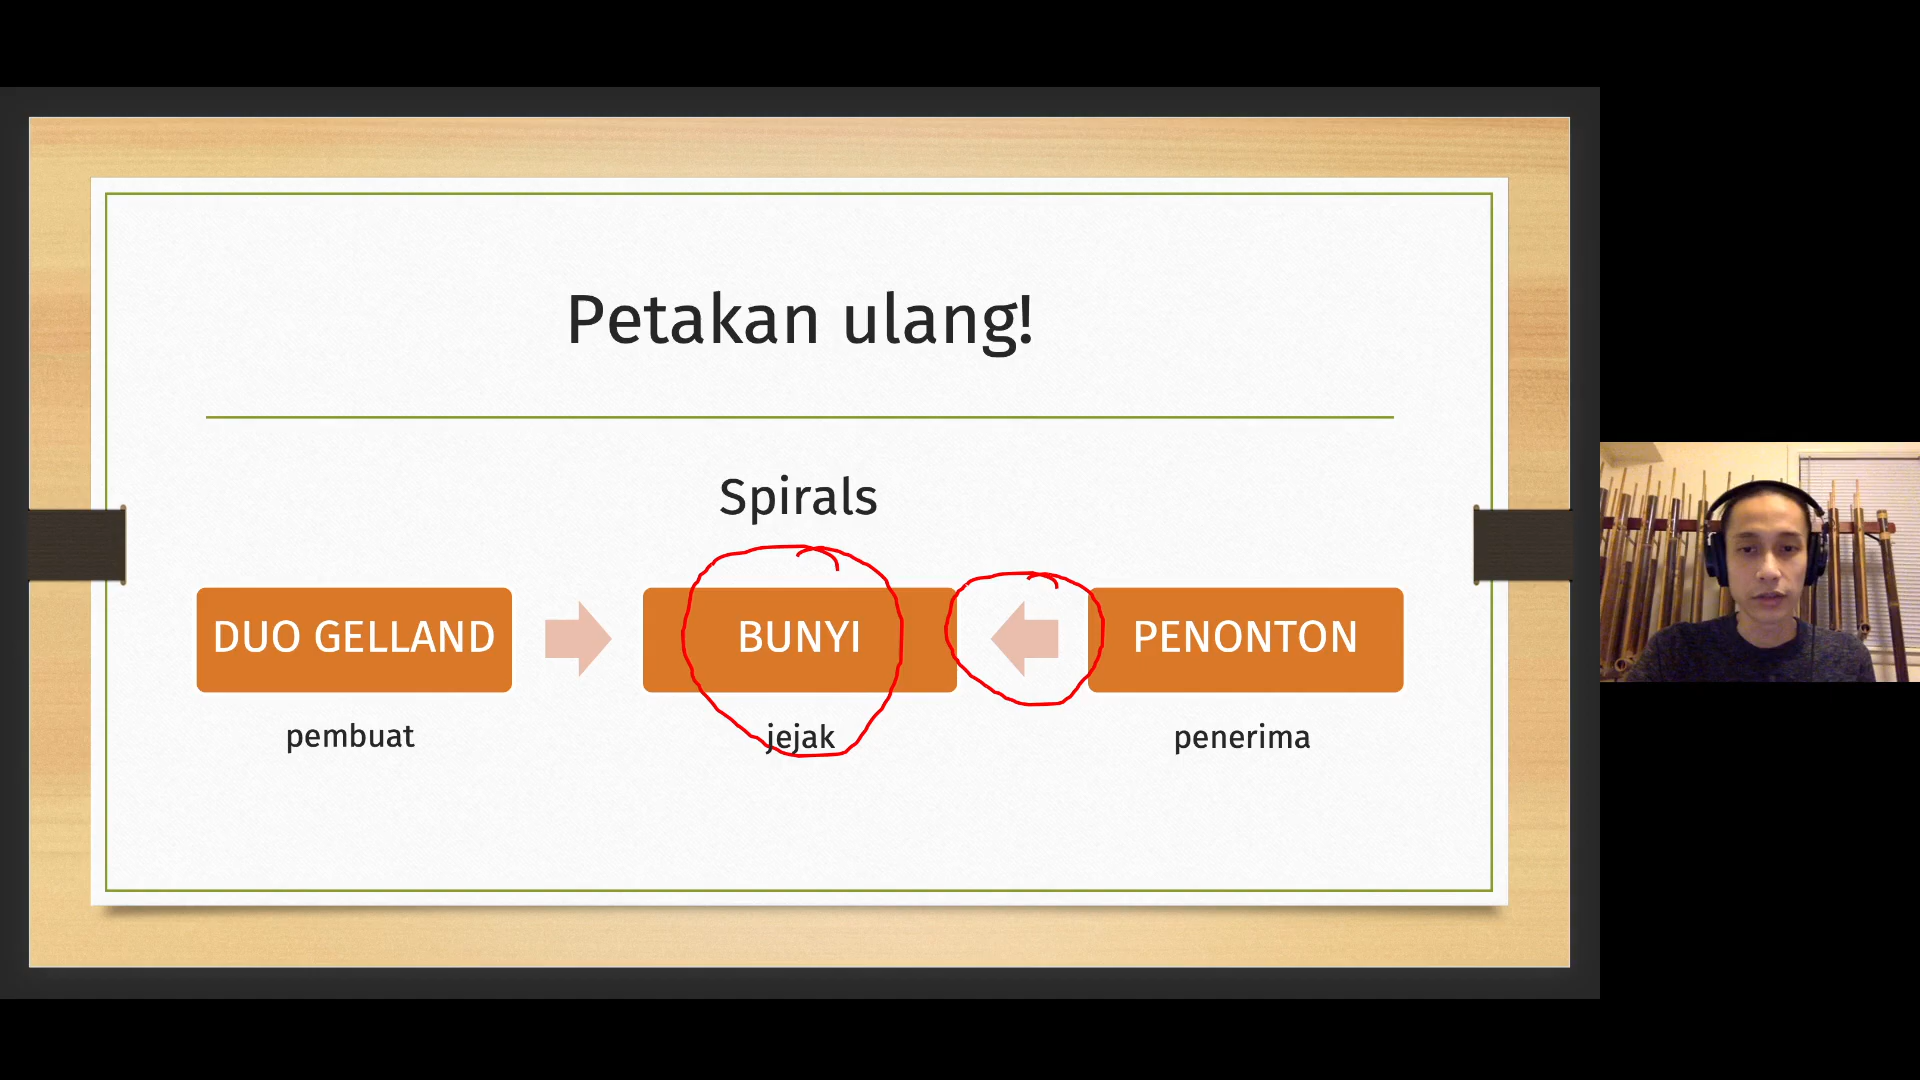 Petakan ulang!
Spirals
DUO GELLAND
BUNYI
PENONTON
pembuat
jejak
penerima